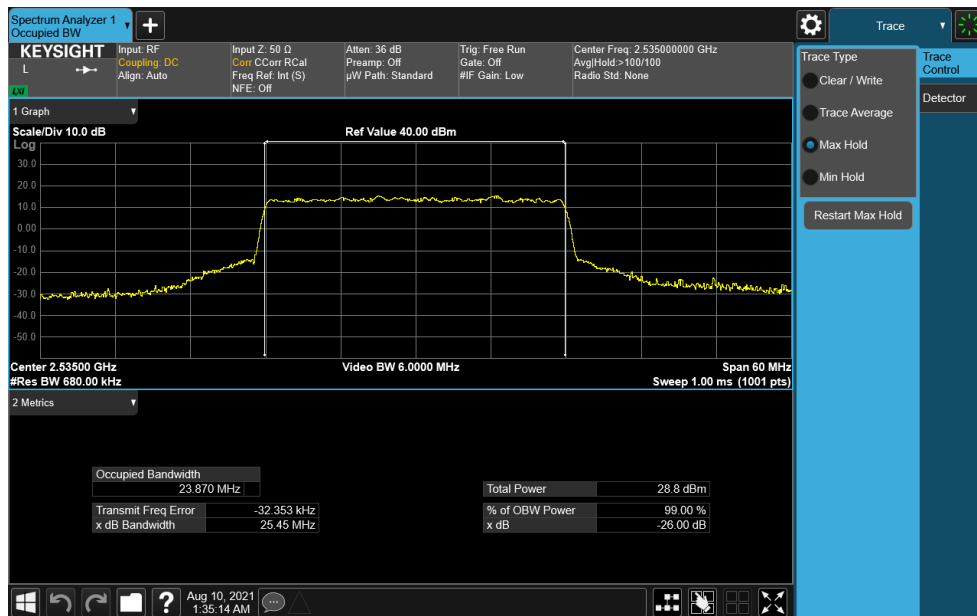 Spectrum Analyzer 1
Occupied BW
Trace
KEYSIGHT
L
LXI
Input: RF
Coupling: DC
Align: Auto
Input Z: 50 Ω
Corr CCorr RCal
Freq Ref: Int (S)
NFE: Off
Atten: 36 dB
Preamp: Off
µW Path: Standard
Trig: Free Run
Gate: Off
#IF Gain: Low
Center Freq: 2.535000000 GHz
Avg|Hold:>100/100
Radio Std: None
Trace Type
Clear / Write
Trace Average
Max Hold
Min Hold
Restart Max Hold
Trace
Control
Detector
1 Graph
Scale/Div 10.0 dB
Ref Value 40.00 dBm
Log
30.0
20.0
10.0
0.00
-10.0
-20.0
-30.0
-40.0
-50.0
Center 2.53500 GHz
Video BW 6.0000 MHz
Span 60 MHz
#Res BW 680.00 kHz
Sweep 1.00 ms (1001 pts)
2 Metrics
Occupied Bandwidth
23.870 MHz
Total Power 28.8 dBm
Transmit Freq Error -32.353 kHz
% of OBW Power 99.00 %
x dB Bandwidth 25.45 MHz
x dB -26.00 dB
?
Aug 10, 2021
1:35:14 AM